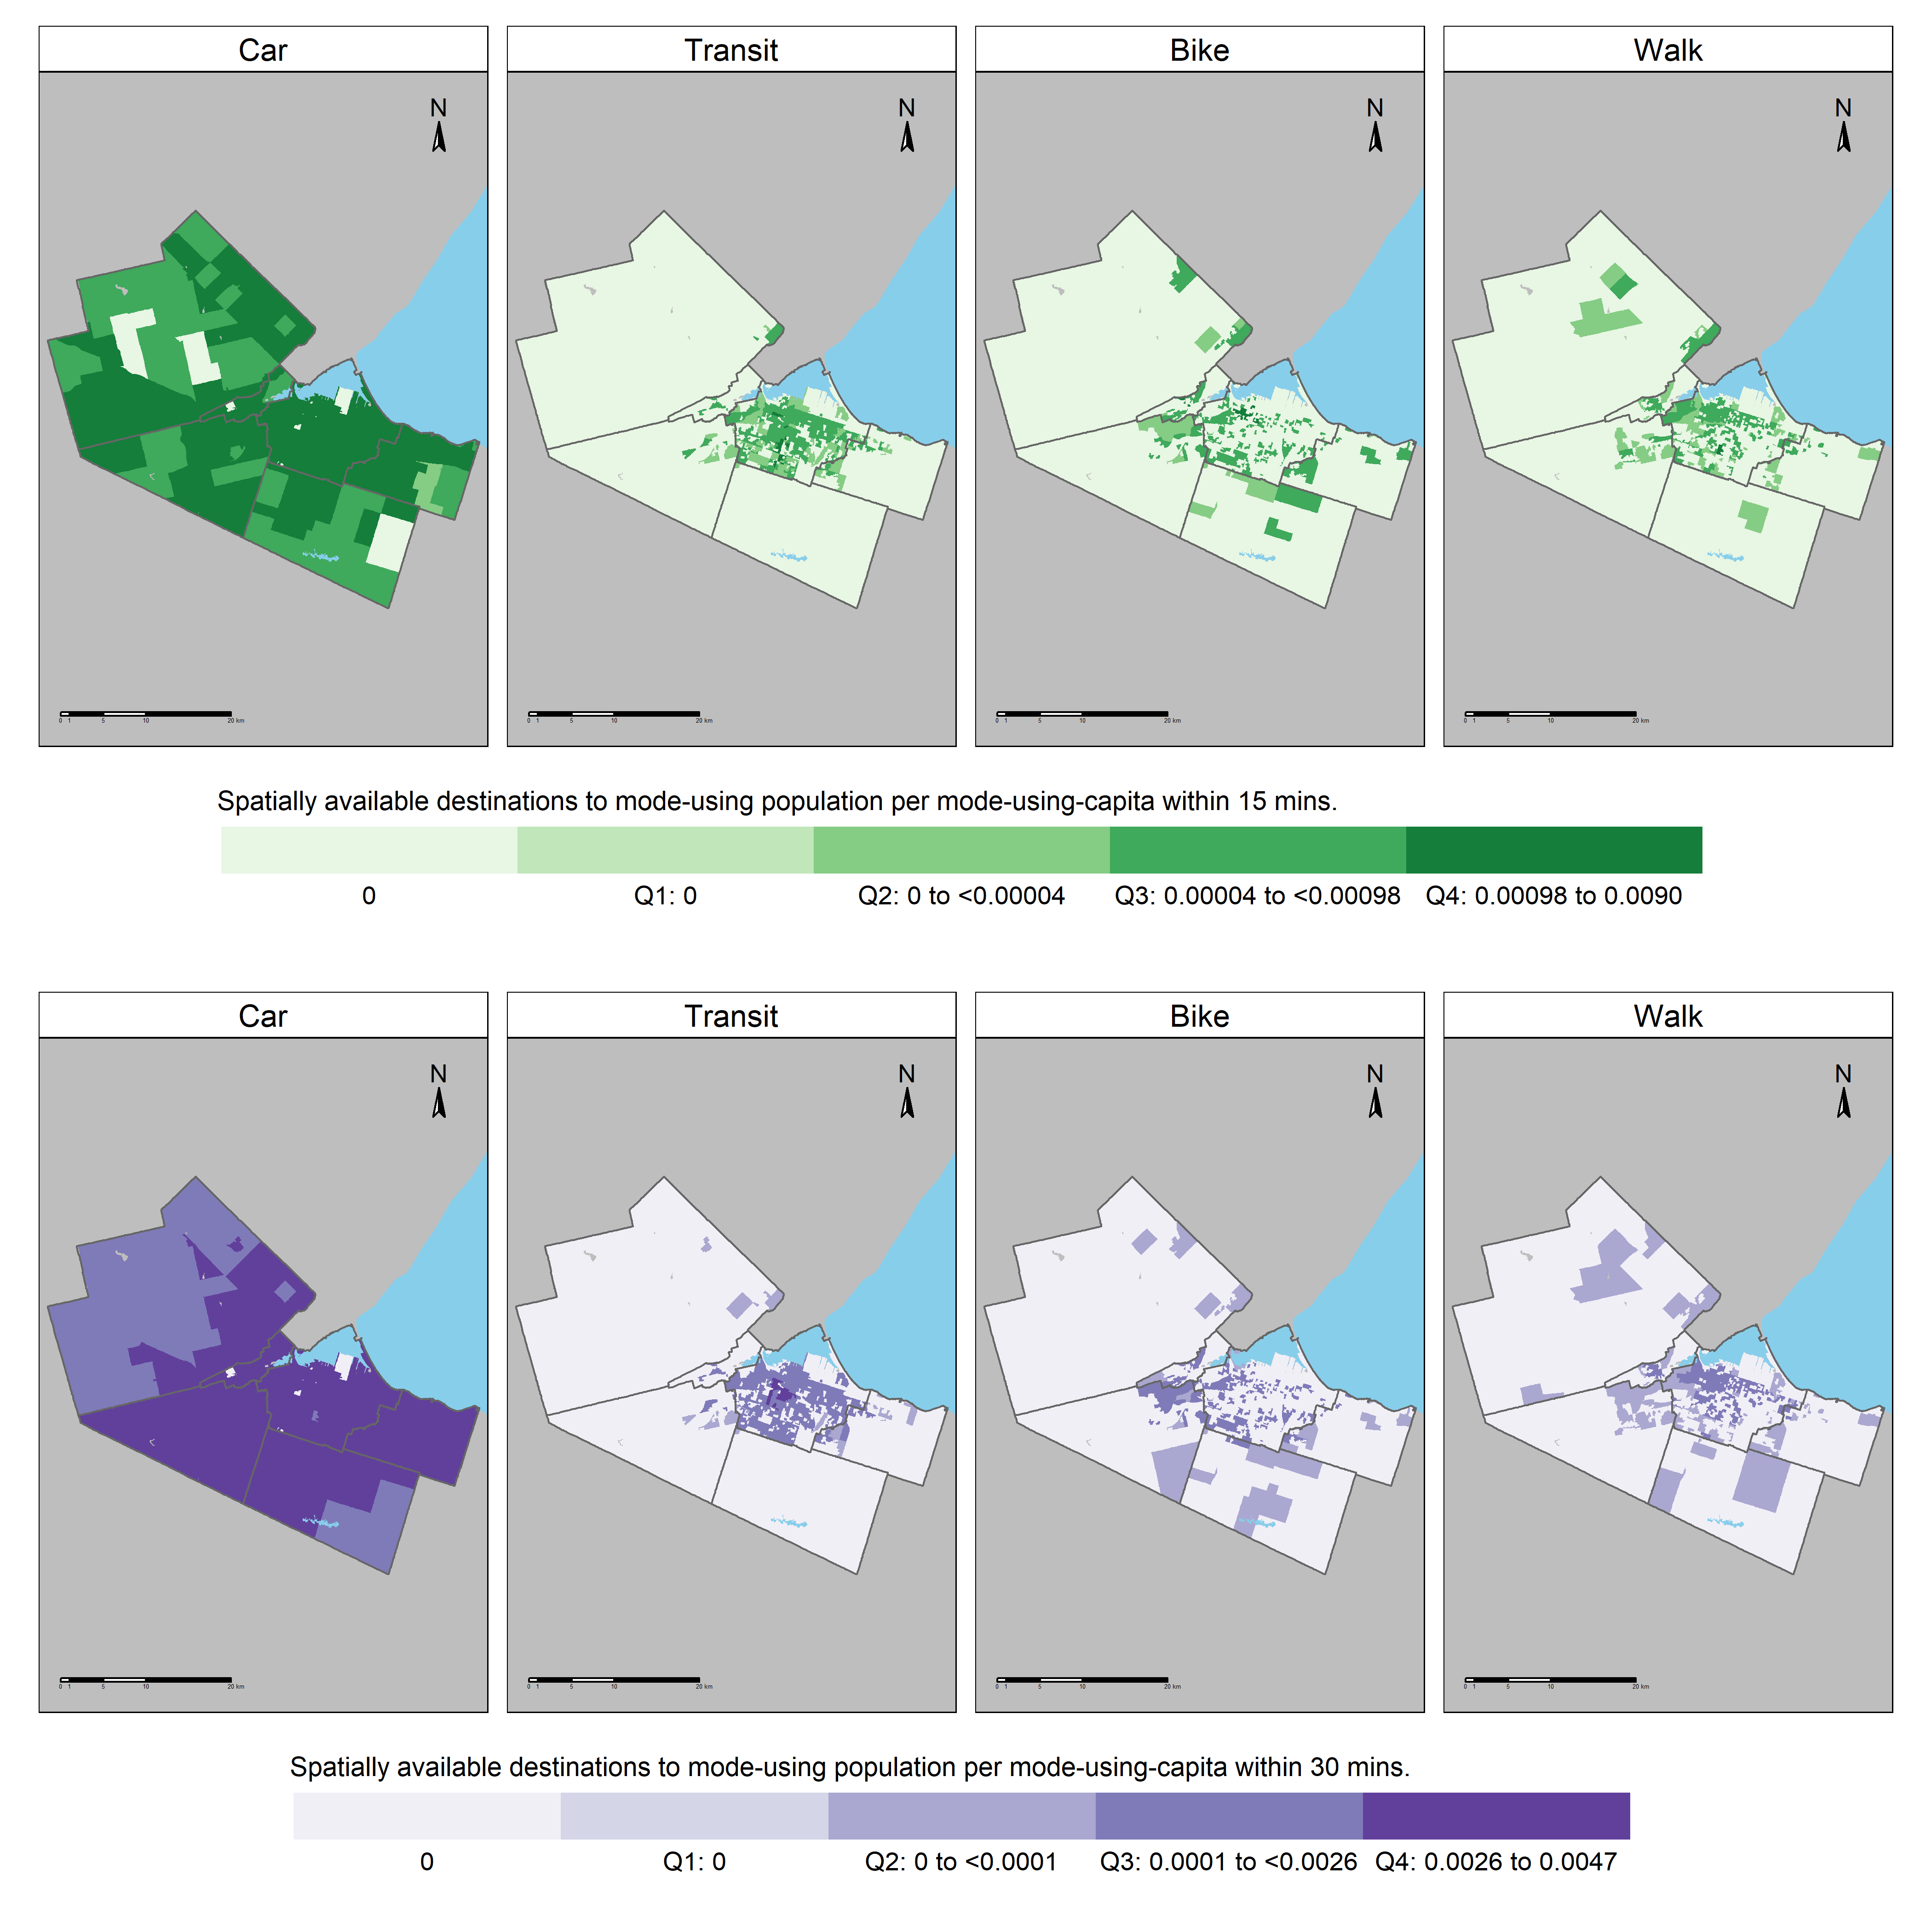 Car Transit Bike Walk
N N N N
0 1 5 10 20 km 0 1 5 10 20 km 0 1 5 10 20 km 0 1 5 10 20 km
Spatially available destinations to mode-using population per mode-using-capita within 15 mins.
0 Q1: 0 Q2: 0 to <0.00004 Q3: 0.00004 to <0.00098 Q4: 0.00098 to 0.0090
Car Transit Bike Walk
N N N N
0 1 5 10 20 km 0 1 5 10 20 km 0 1 5 10 20 km 0 1 5 10 20 km
Spatially available destinations to mode-using population per mode-using-capita within 30 mins.
0 Q1: 0 Q2: 0 to <0.0001 Q3: 0.0001 to <0.0026 Q4: 0.0026 to 0.0047